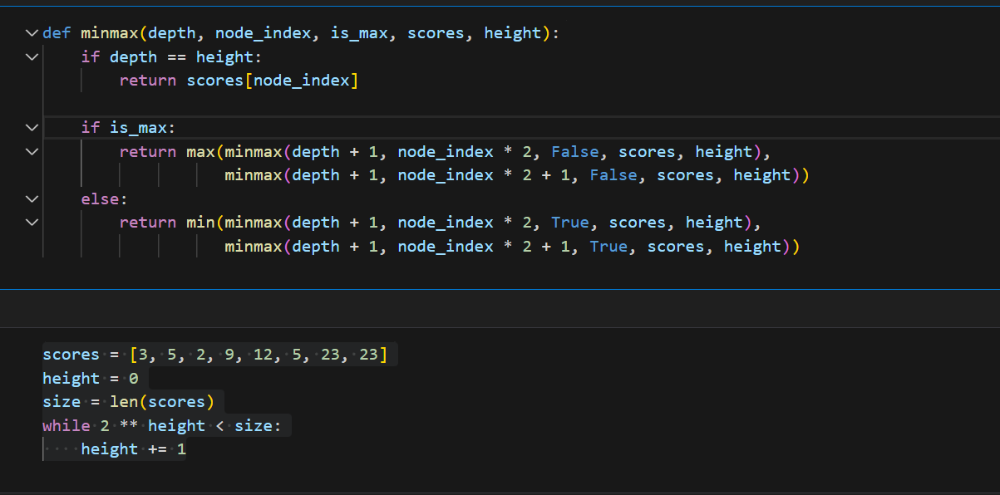 def minmax(depth, node_index, is_max, scores, height):
    if depth == height:
        return scores[node_index]
    if is_max:
        return max(minmax(depth + 1, node_index * 2, False, scores, height),
                   minmax(depth + 1, node_index * 2 + 1, False, scores, height))
    else:
        return min(minmax(depth + 1, node_index * 2, True, scores, height),
                   minmax(depth + 1, node_index * 2 + 1, True, scores, height))
scores = [3, 5, 2, 9, 12, 5, 23, 23]
height = 0
size = len(scores)
while 2 ** height < size:
    height += 1